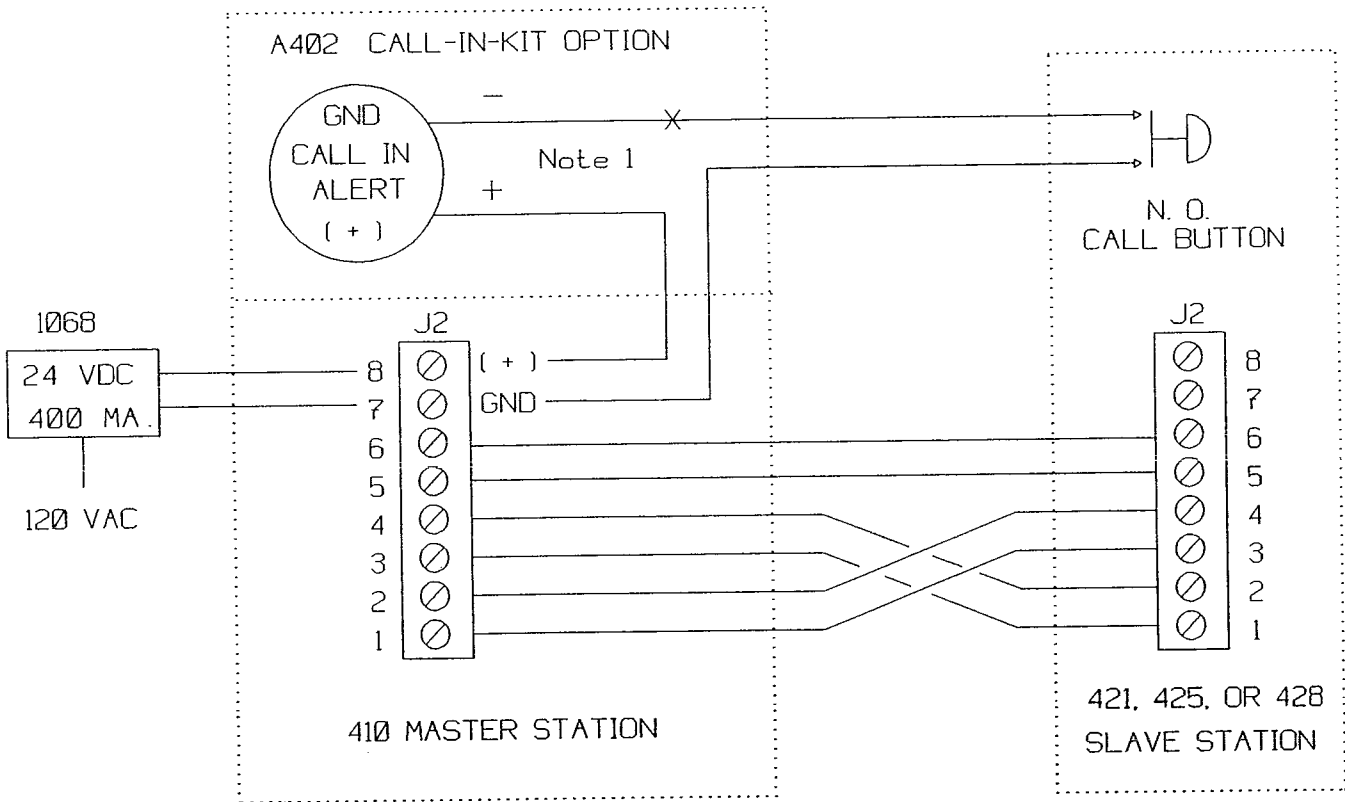 A402 CALL-IN-KIT OPTION
GND
CALL IN
ALERT
( + )
−
Note 1
+
X
N. O.
CALL BUTTON
1068
24 VDC
400 MA.
120 VAC
J2
8
7
6
5
4
3
2
1
( + )
GND
410 MASTER STATION
J2
8
7
6
5
4
3
2
1
421, 425, OR 428
SLAVE STATION